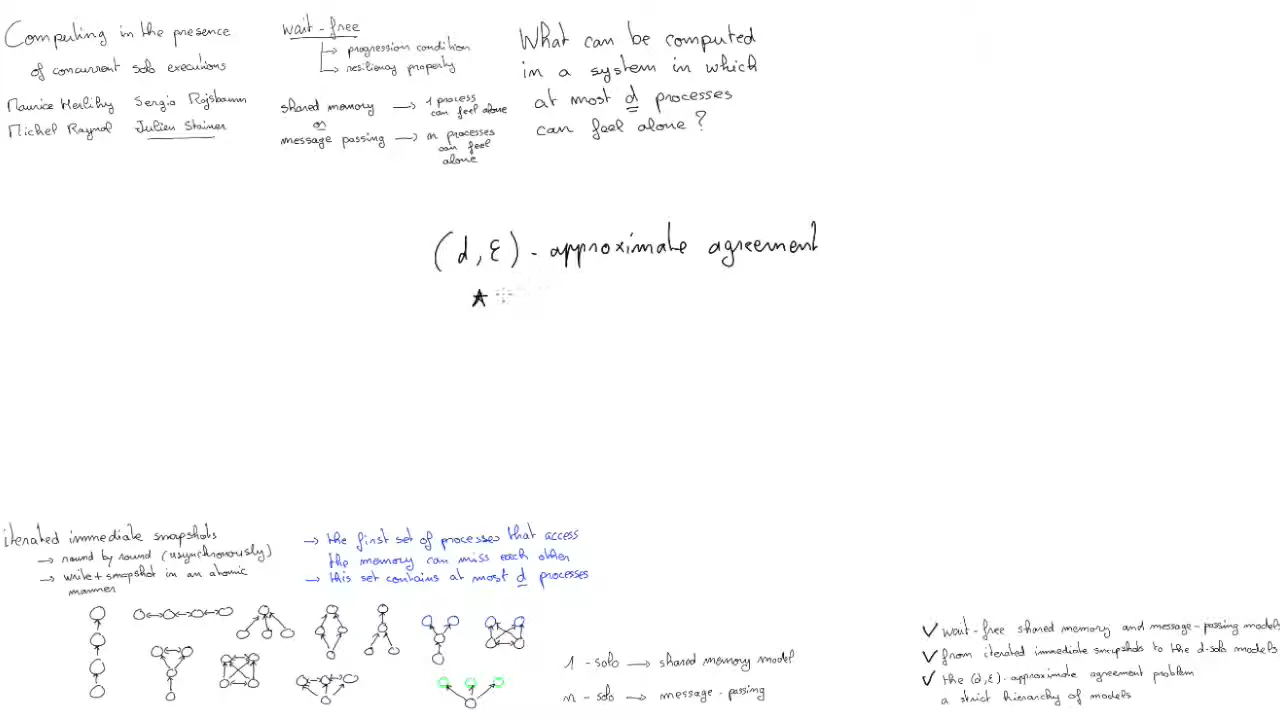 Computing in the presence
of concurrent solo executions
Maurice Herlihy Sergio Rajsbaum
Michel Raynal Julien Stainer
wait-free
→ progression condition
→ resiliency property
shared memory → 1 process
can feel alone
or
message passing → n processes
can feel
alone
What can be computed
in a system in which
at most d processes
can feel alone?
(d, ε) - approximate agreement
★
iterated immediate snapshots
→ round by round (asynchronously)
→ write + snapshot in an atomic
manner
→ the first set of processes that access
the memory can miss each other
→ this set contains at most d processes
1 - solo → shared memory model
n - solo → message-passing
✓ wait-free shared memory and message-passing models
✓ from iterated immediate snapshots to the d-solo models
✓ the (d, ε)-approximate agreement problem
a strict hierarchy of models